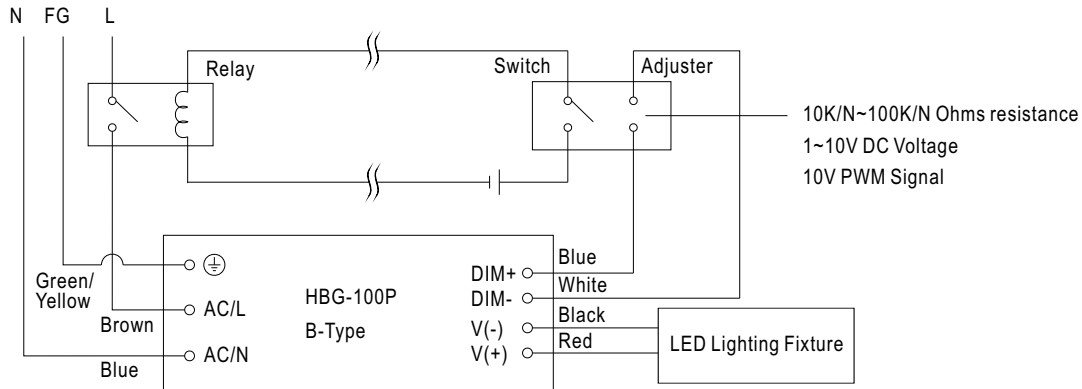 N FG L
Relay
Switch
Adjuster
10K/N~100K/N Ohms resistance
1~10V DC Voltage
10V PWM Signal
Green/
Yellow
Brown
Blue
AC/L
AC/N
HBG-100P
B-Type
DIM+
DIM-
V(-)
V(+)
Blue
White
Black
Red
LED Lighting Fixture